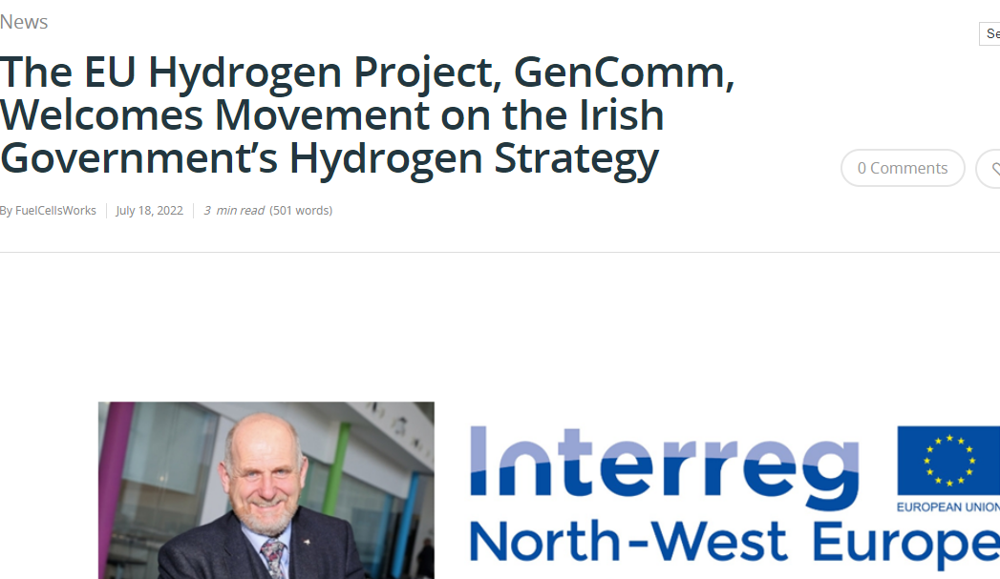 News
Se
The EU Hydrogen Project, GenComm,
Welcomes Movement on the Irish
Government’s Hydrogen Strategy
0 Comments
By FuelCellsWorks July 18, 2022 3 min read (501 words)
Interreg
EUROPEAN UNION
North-West Europe